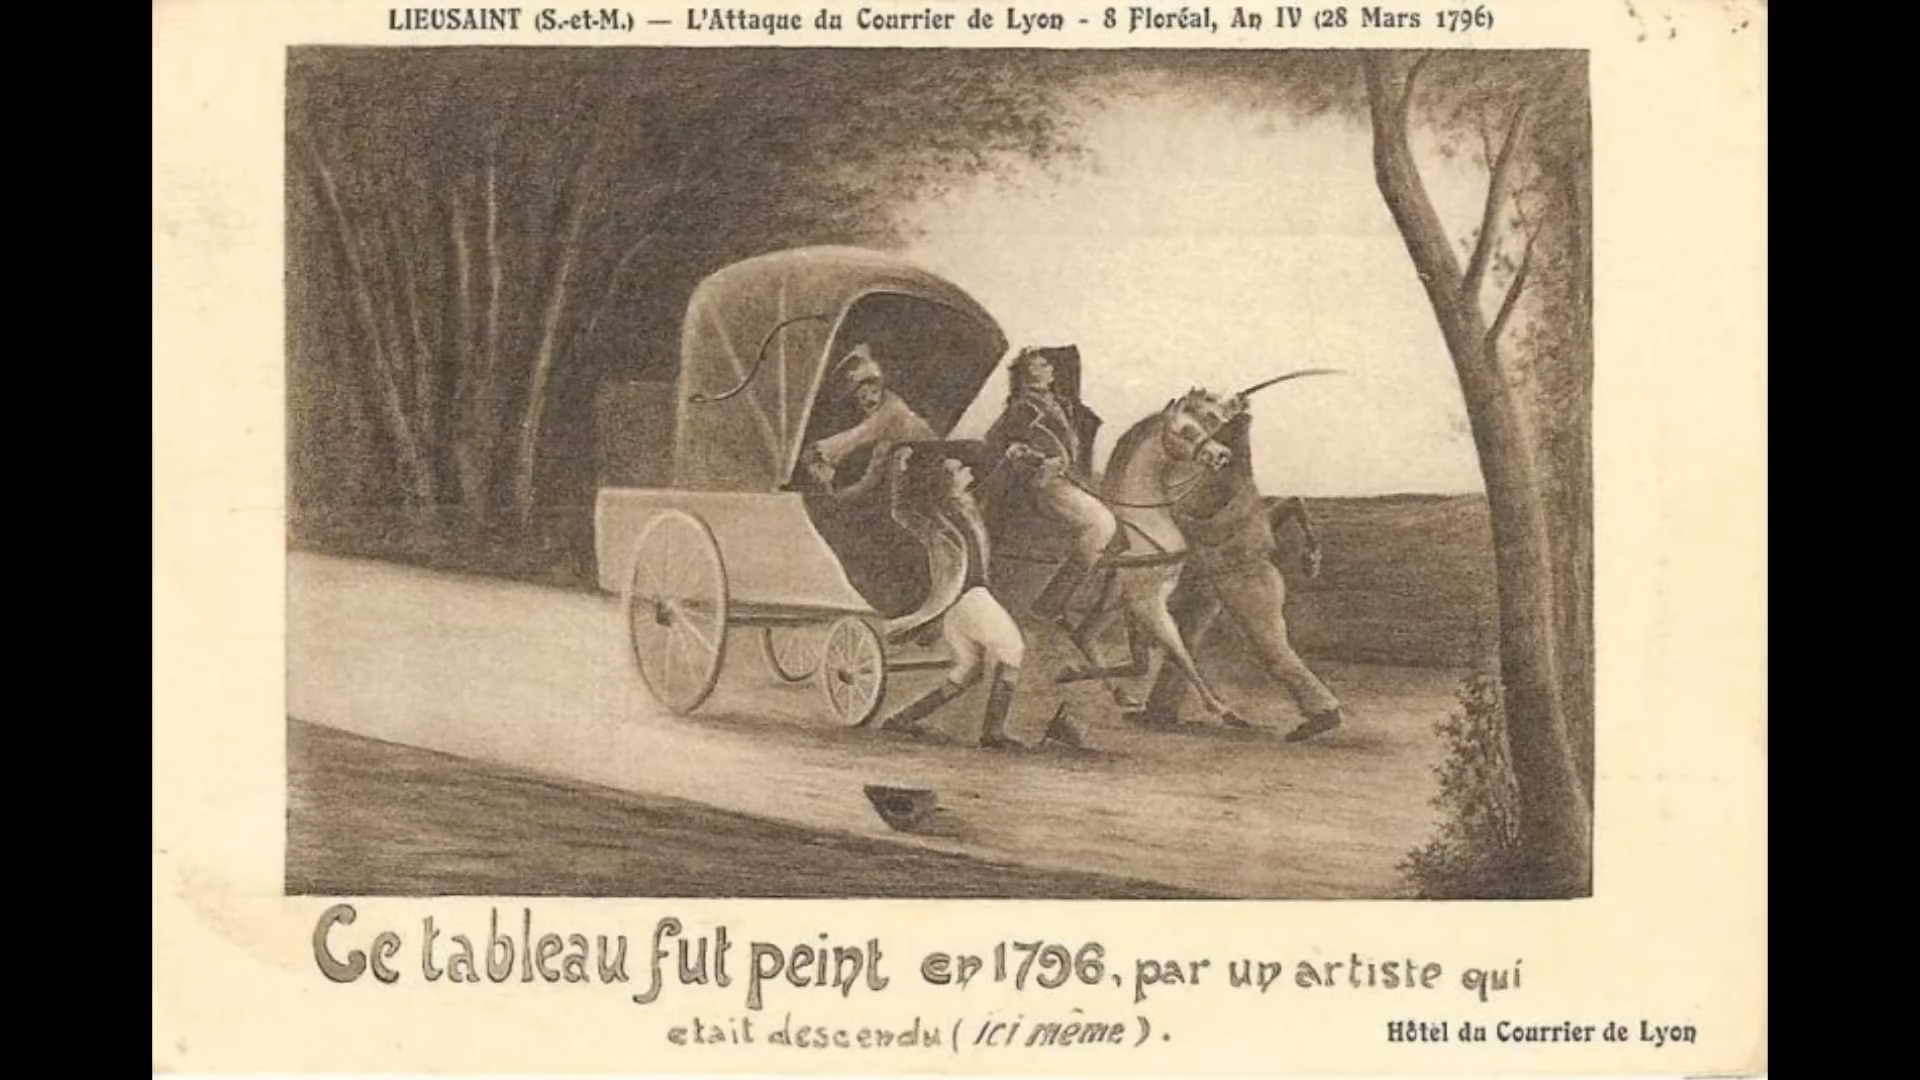 LIEUSAINT (S.-et-M.) — L'Attaque du Courrier de Lyon - 8 Floréal, An IV (28 Mars 1796)
Ce tableau fut peint en 1796, par un artiste qui
etait descendu (ici même).
Hôtel du Courrier de Lyon